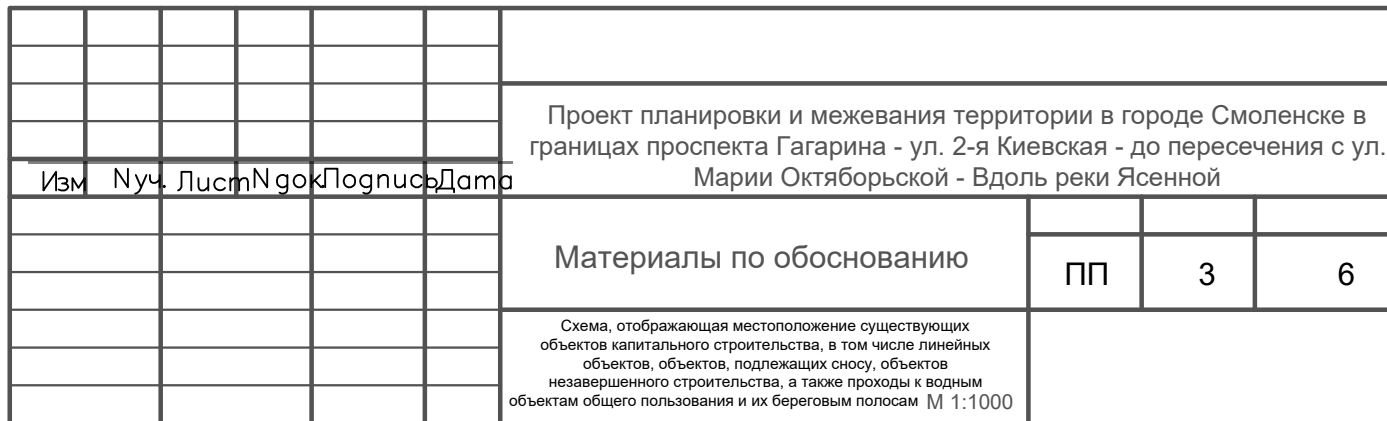 Проект планировки и межевания территории в городе Смоленске в
границах проспекта Гагарина - ул. 2-я Киевская - до пересечения с ул.
Марии Октяборьской - Вдоль реки Ясенной
Изм Nуч. Лист N док. Подпись Дата
Материалы по обоснованию
ПП 3 6
Схема, отображающая местоположение существующих
объектов капитального строительства, в том числе линейных
объектов, объектов, подлежащих сносу, объектов
незавершенного строительства, а также проходы к водным
объектам общего пользования и их береговым полосам М 1:1000